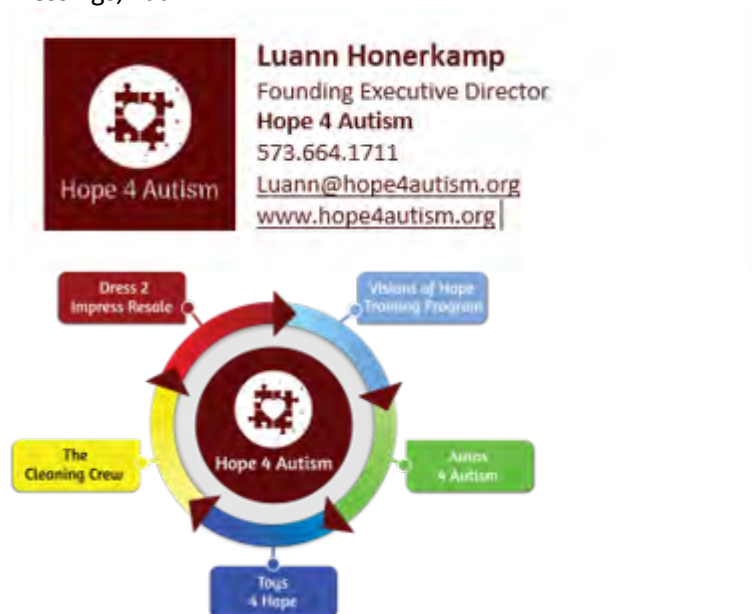 Luann Honerkamp
Founding Executive Director
Hope 4 Autism
573.664.1711
Luann@hope4autism.org
www.hope4autism.org
Hope 4 Autism
Dress 2
Impress Resale
Visions of Hope
Training Program
The
Cleaning Crew
Hope 4 Autism
Autos
4 Autism
Toys
4 Hope